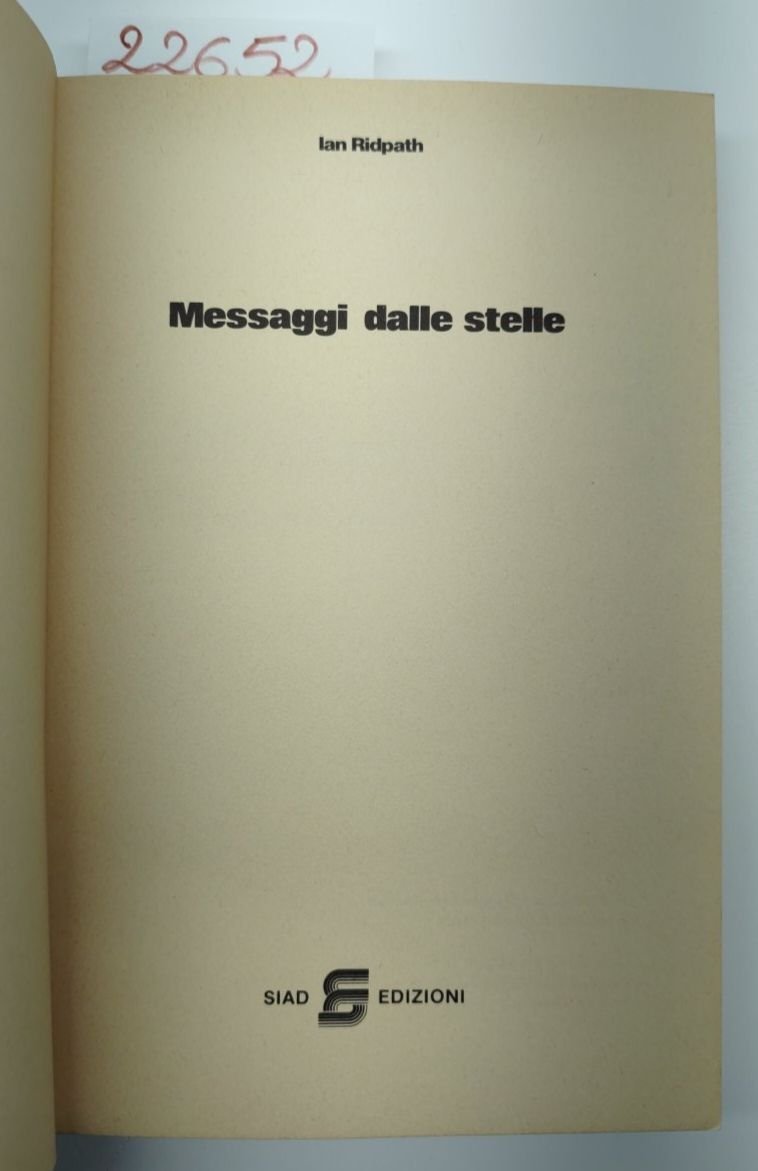 22652
Ian Ridpath
Messaggi dalle stelle
SIAD EDIZIONI